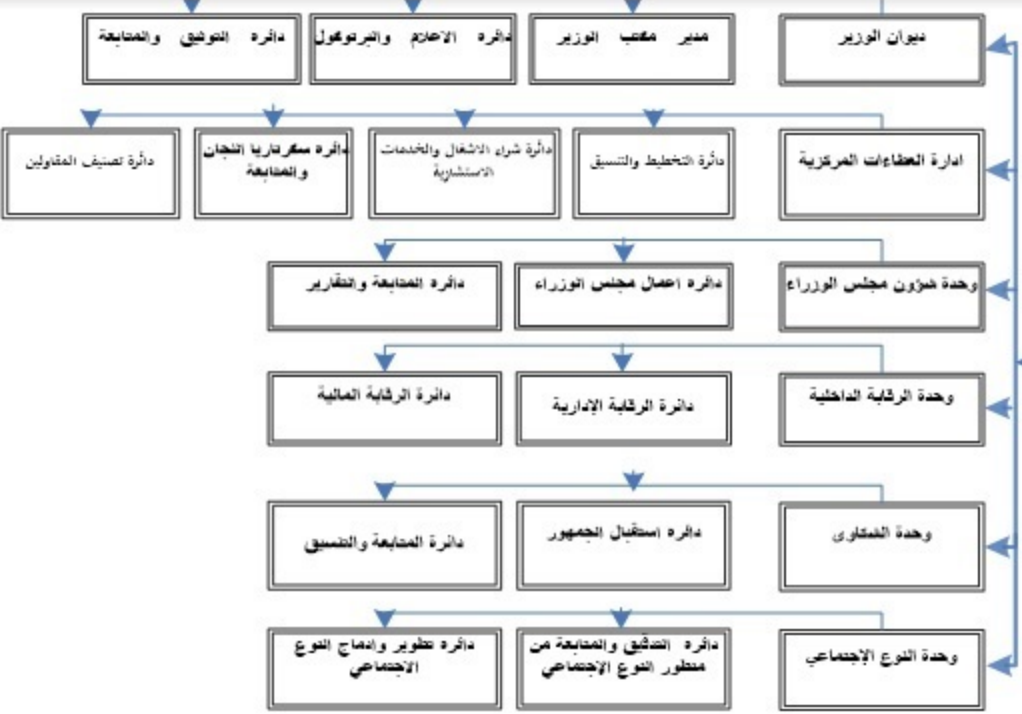 ديوان الوزير
مدير مكتب الوزير
دائرة الاعلام والبرتوكول
دائرة التوثيق والمتابعة
ادارة العطاءات المركزية
دائرة التخطيط والتنسيق
دائرة شراء الاشغال والخدمات
الاستشارية
دائرة سكرتاريا اللجان
والمتابعة
دائرة تصنيف المقاولين
وحدة شؤون مجلس الوزراء
دائرة اعمال مجلس الوزراء
دائرة المتابعة والتقارير
وحدة الرقابة الداخلية
دائرة الرقابة الإدارية
دائرة الرقابة المالية
وحدة الشكاوى
دائرة استقبال الجمهور
دائرة المتابعة والتنسيق
وحدة النوع الإجتماعي
دائرة التدقيق والمتابعة من
منظور النوع الإجتماعي
دائرة تطوير وادماج النوع
الاجتماعي